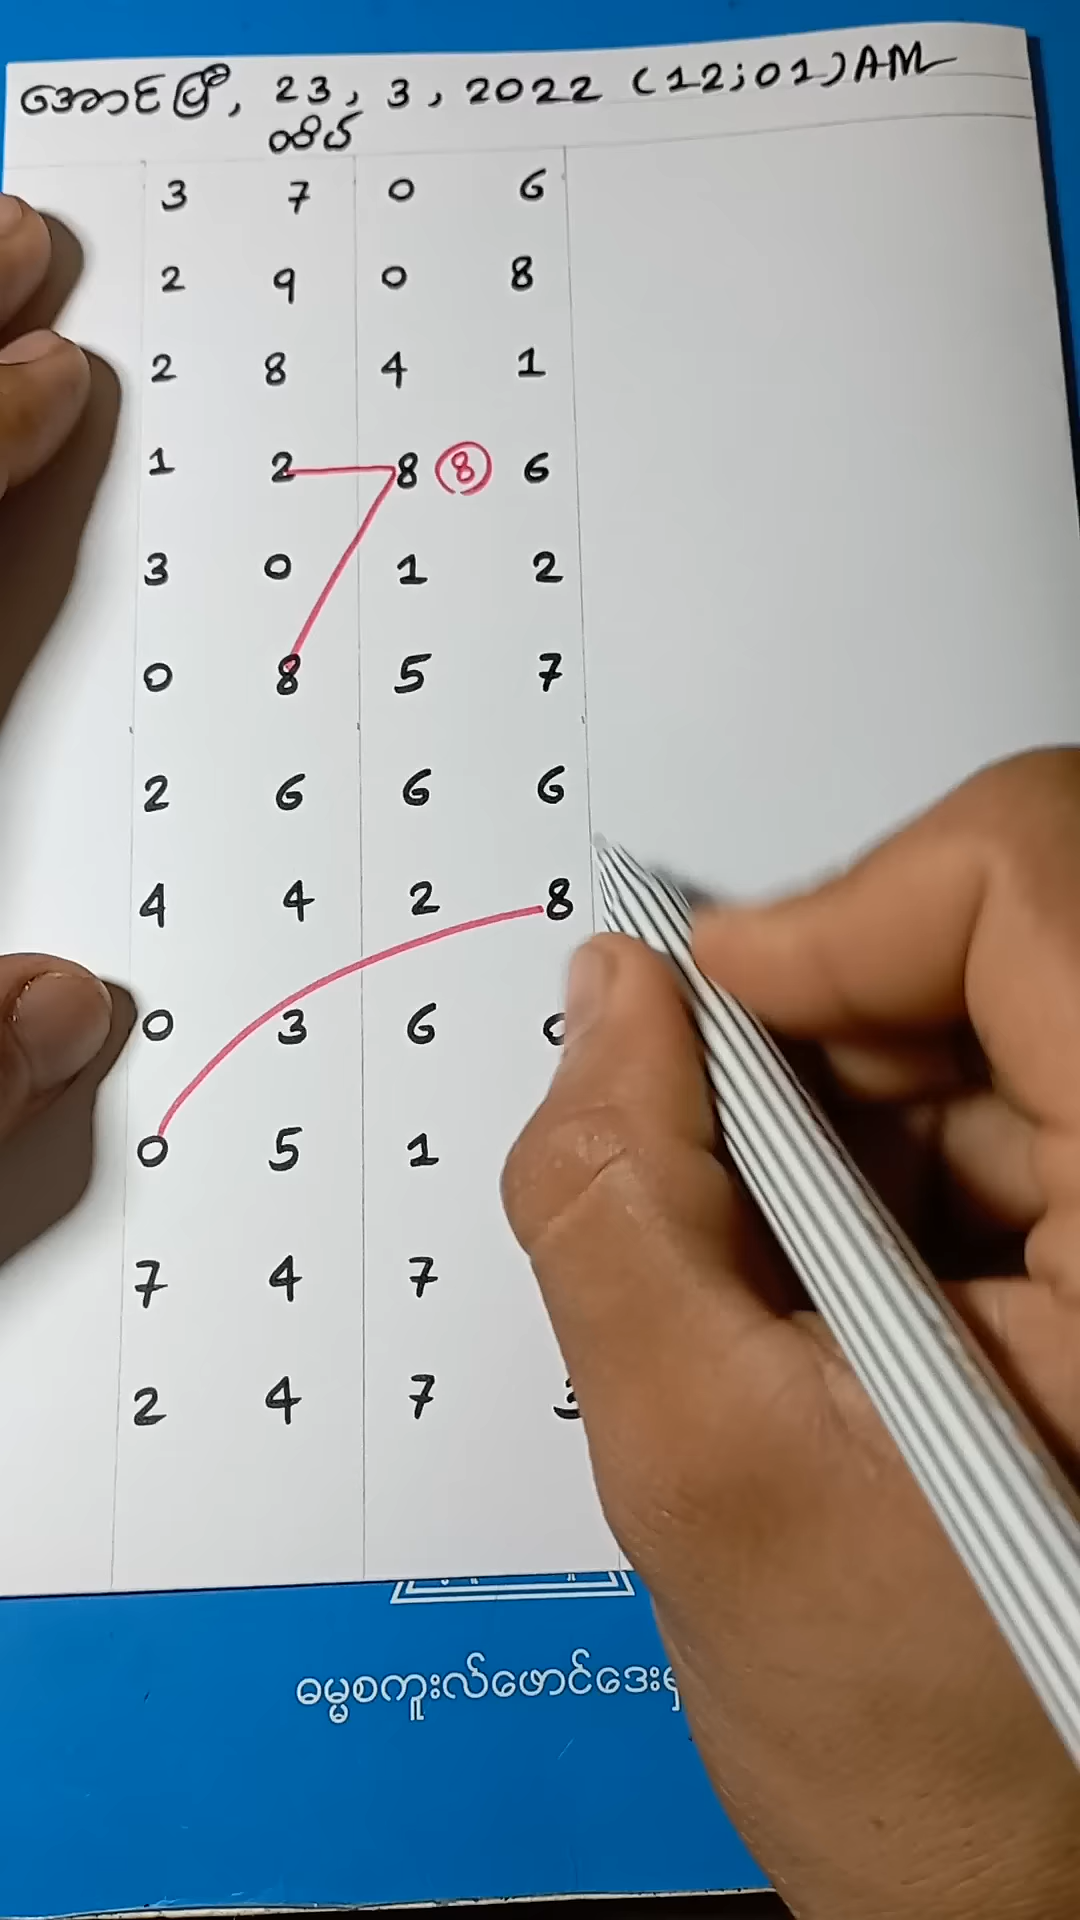 အောင်မြို, 23, 3, 2022 (12;01) AM
ထိပ်
3 7 0 6
2 9 0 8
2 8 4 1
1 2 8 8 6
3 0 1 2
0 8 5 7
2 6 6 6
4 4 2 8
0 3 6 0
0 5 1
7 4 7
2 4 7 3
ဓမ္မစကူးလ်ဖောင်ဒေးရှ